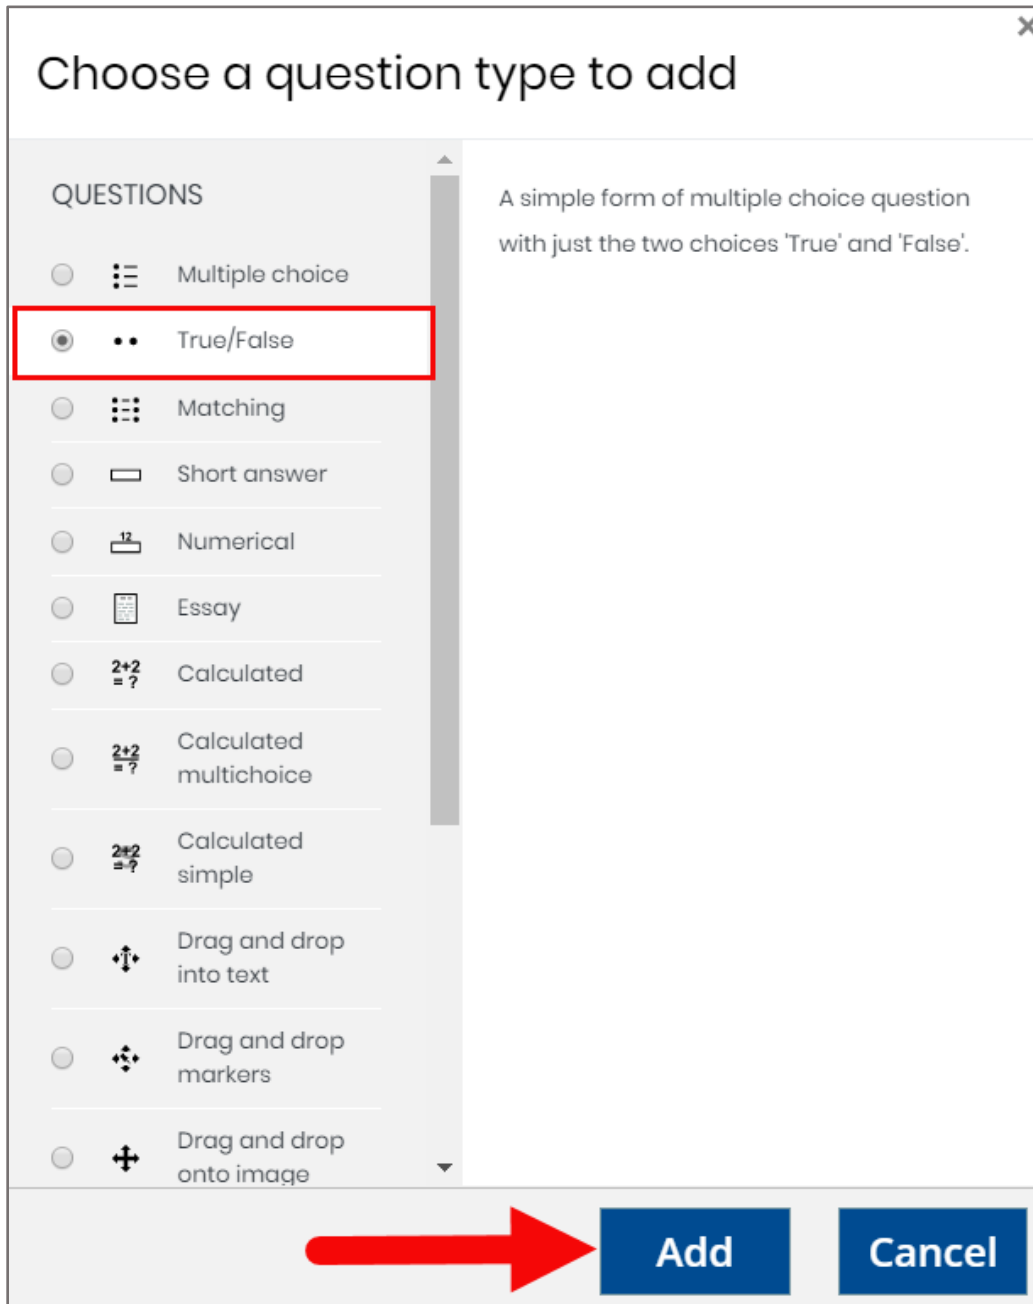 Choose a question type to add
QUESTIONS
Multiple choice
True/False
Matching
Short answer
12
Numerical
Essay
2+2
= ?
Calculated
2+2
= ?
Calculated
multichoice
2+2
= ?
Calculated
simple
Drag and drop
into text
Drag and drop
markers
Drag and drop
onto image
A simple form of multiple choice question
with just the two choices 'True' and 'False'.
Add
Cancel